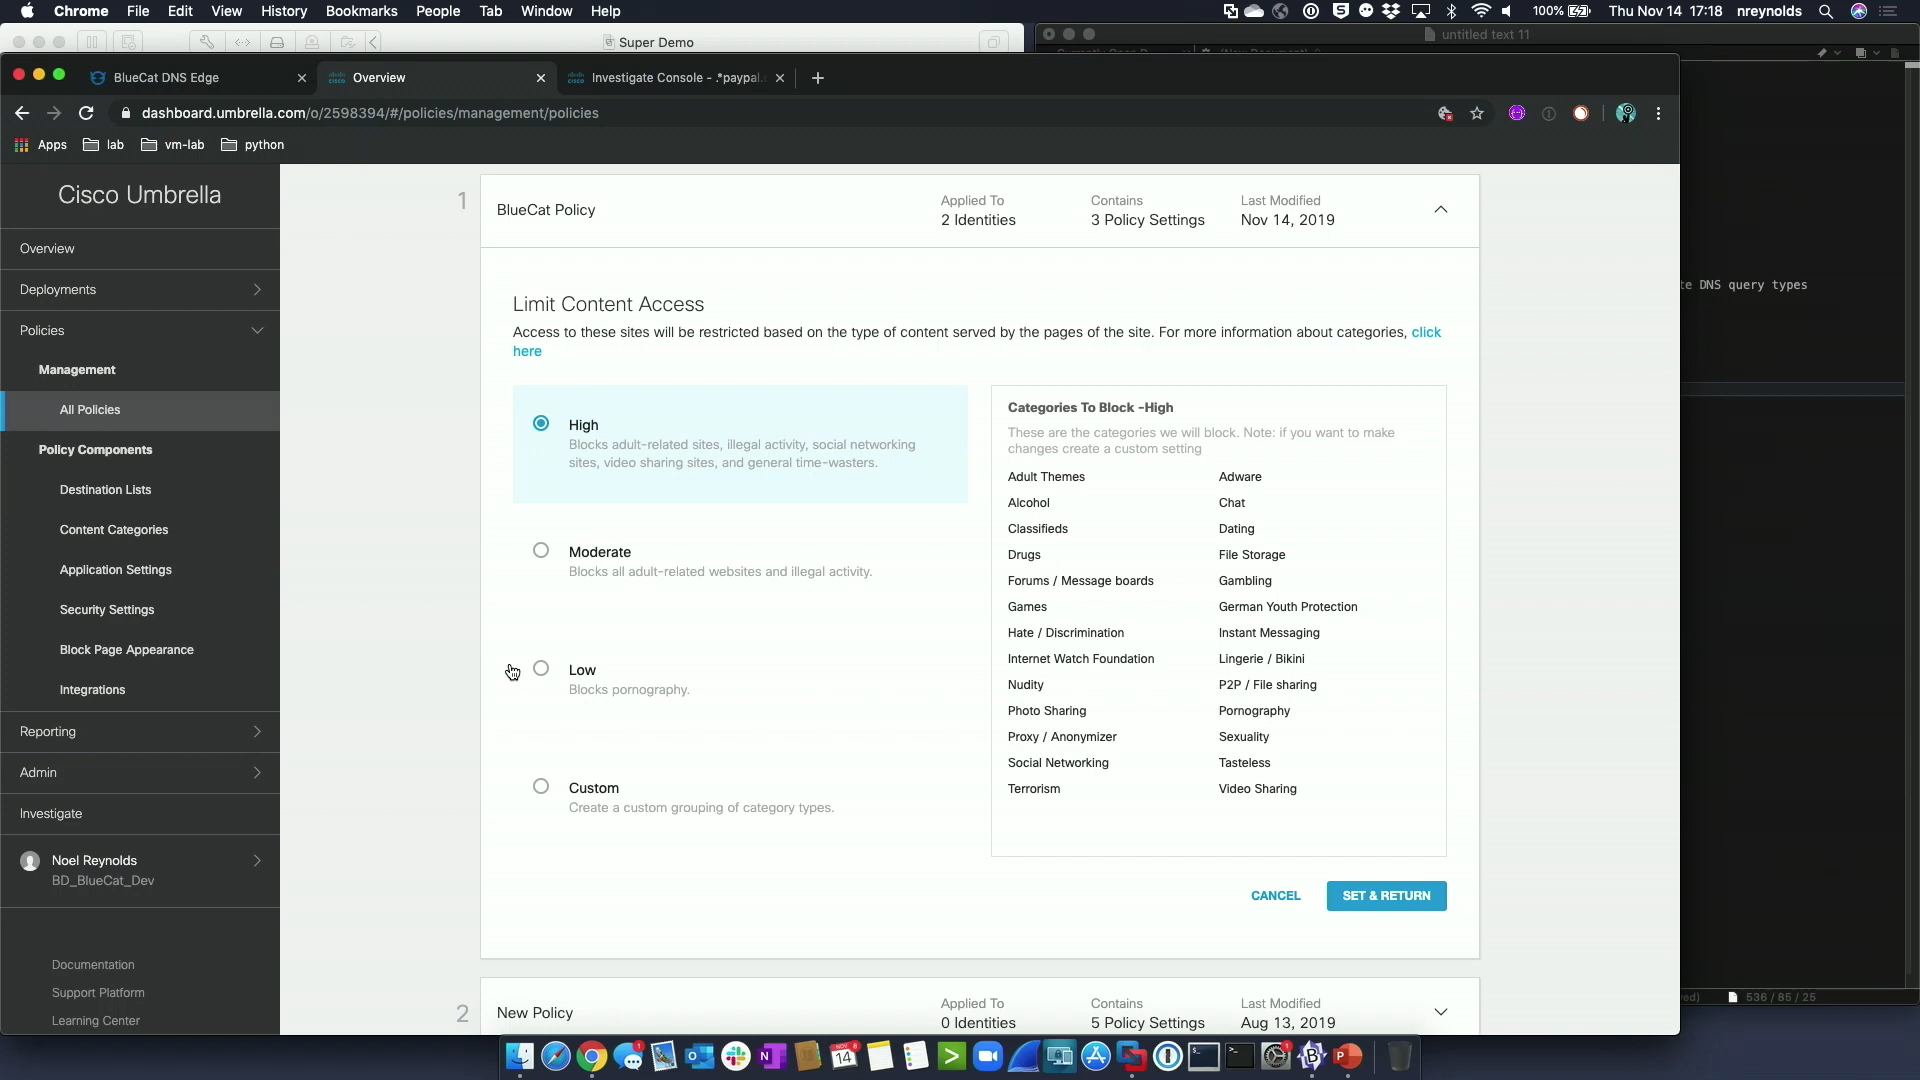 Chrome File Edit View History Bookmarks People Tab Window Help
100% Thu Nov 14 17:18 nreynolds
Super Demo
untitled text 11
BlueCat DNS Edge
Overview
Investigate Console - .*paypal.
dashboard.umbrella.com/o/2598394/#/policies/management/policies
Apps lab vm-lab python
Cisco Umbrella
Overview
Deployments
Policies
Management
All Policies
Policy Components
Destination Lists
Content Categories
Application Settings
Security Settings
Block Page Appearance
Integrations
Reporting
Admin
Investigate
Noel Reynolds
BD_BlueCat_Dev
Documentation
Support Platform
Learning Center
1
BlueCat Policy
Applied To
2 Identities
Contains
3 Policy Settings
Last Modified
Nov 14, 2019
Limit Content Access
Access to these sites will be restricted based on the type of content served by the pages of the site. For more information about categories, click
here
High
Blocks adult-related sites, illegal activity, social networking
sites, video sharing sites, and general time-wasters.
Moderate
Blocks all adult-related websites and illegal activity.
Low
Blocks pornography.
Custom
Create a custom grouping of category types.
Categories To Block -High
These are the categories we will block. Note: if you want to make
changes create a custom setting
Adult Themes Adware
Alcohol Chat
Classifieds Dating
Drugs File Storage
Forums / Message boards Gambling
Games German Youth Protection
Hate / Discrimination Instant Messaging
Internet Watch Foundation Lingerie / Bikini
Nudity P2P / File sharing
Photo Sharing Pornography
Proxy / Anonymizer Sexuality
Social Networking Tasteless
Terrorism Video Sharing
CANCEL SET & RETURN
2
New Policy
Applied To
0 Identities
Contains
5 Policy Settings
Last Modified
Aug 13, 2019
te DNS query types
536 / 85 / 25
NOV
14